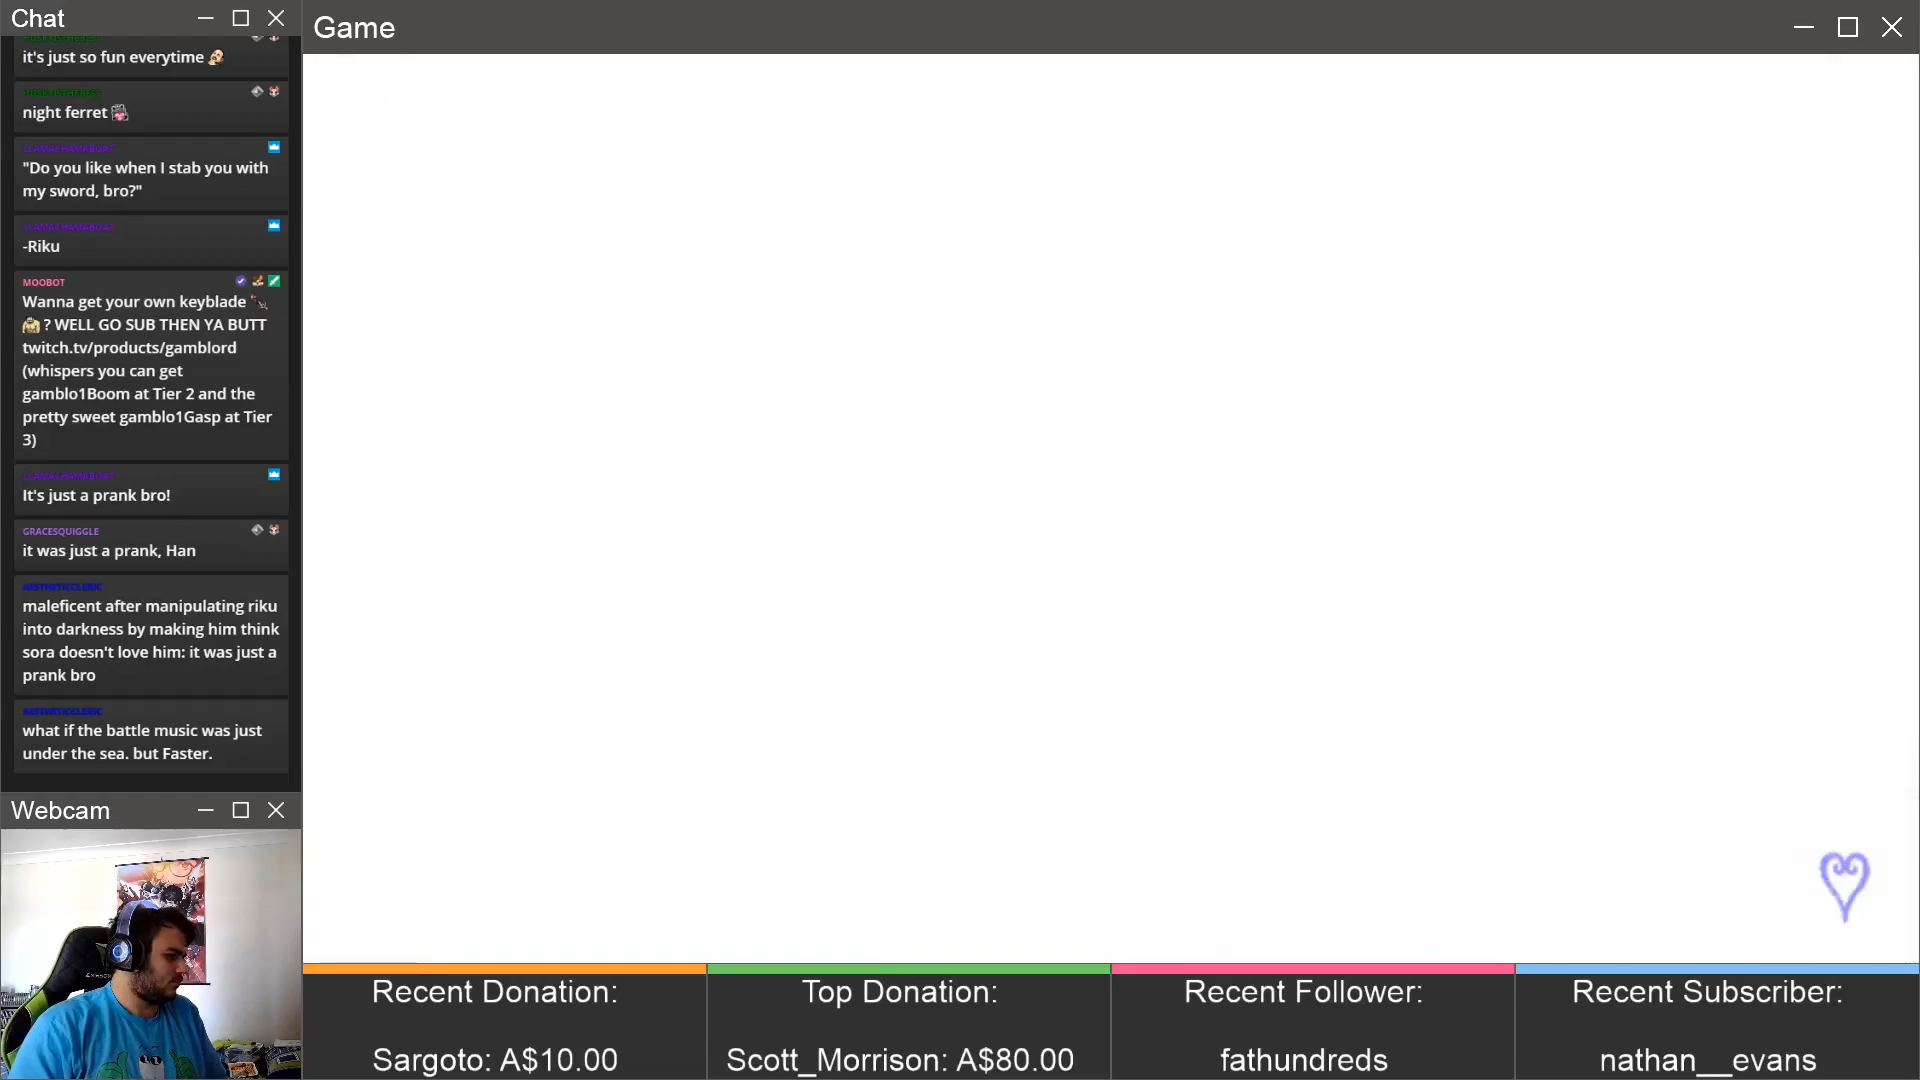 Chat
Game
it's just so fun everytime
night ferret
"Do you like when I stab you with
my sword, bro?"
-Riku
MOOBOT
Wanna get your own keyblade
? WELL GO SUB THEN YA BUTT
twitch.tv/products/gamblord
(whispers you can get
gamblo1Boom at Tier 2 and the
pretty sweet gamblo1Gasp at Tier
3)
It's just a prank bro!
GRACESQUIGGLE
it was just a prank, Han
AESTHETICCLERIC
maleficent after manipulating riku
into darkness by making him think
sora doesn't love him: it was just a
prank bro
AESTHETICCLERIC
what if the battle music was just
under the sea. but Faster.
Webcam
Recent Donation:
Sargoto: A$10.00
Top Donation:
Scott_Morrison: A$80.00
Recent Follower:
fathundreds
Recent Subscriber:
nathan__evans